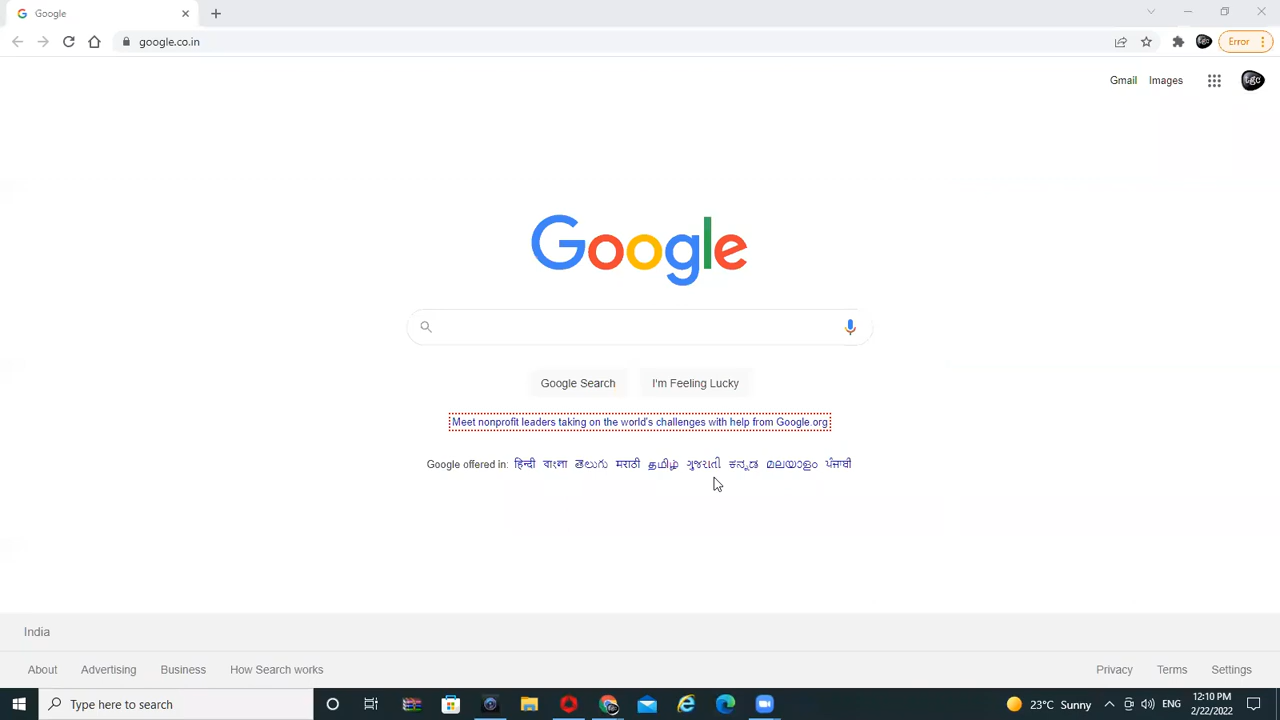 Google
google.co.in
Error
Gmail Images
tgc
Google
Google Search I'm Feeling Lucky
Meet nonprofit leaders taking on the world's challenges with help from Google.org
Google offered in: हिन्दी বাংলা తెలుగు मराठी தமிழ் ગુજરાતી ಕನ್ನಡ മലയാളം ਪੰਜਾਬੀ
India
About Advertising Business How Search works Privacy Terms Settings
Type here to search 23°C Sunny ENG 12:10 PM
2/22/2022